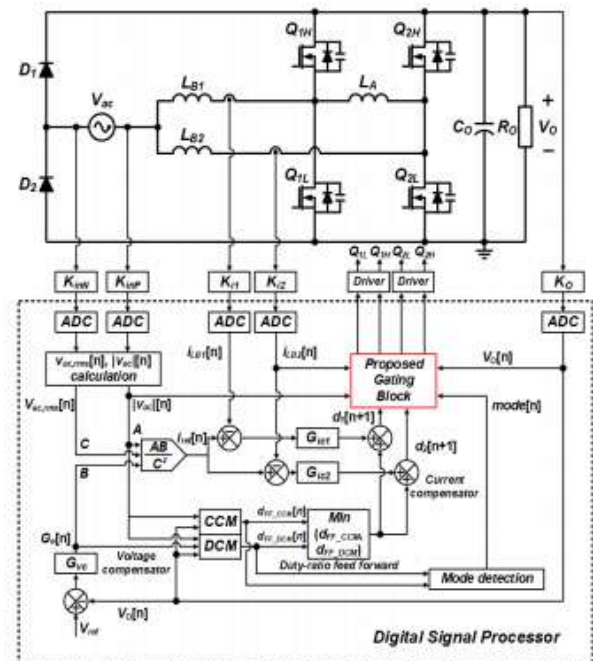 Q1H
Q2H
D1
LB1
LA
Vac
LB2
CO
RO
+
VO
−
D2
Q1L
Q2L
Q1L Q1H Q2L Q2H
KinN
KinP
Ki1
Ki2
Driver
Driver
KO
ADC
ADC
ADC
ADC
ADC
vac,rms[n], |vac|[n]
calculation
iLB1[n]
iLB2[n]
Proposed
Gating
Block
VO[n]
Vac,rms[n]
|vac|[n]
mode[n]
C
A
AB
C2
iref[n]
d1[n+1]
B
Gic1
d2[n+1]
Gic2
Current
compensator
Gv[n]
CCM
dFF_CCM[n]
Min
(dFF_CCM,
dFF_DCM)
DCM
dFF_DCM[n]
Voltage
compensator
Duty-ratio feed forward
Mode detection
VO[n]
Vref
Digital Signal Processor